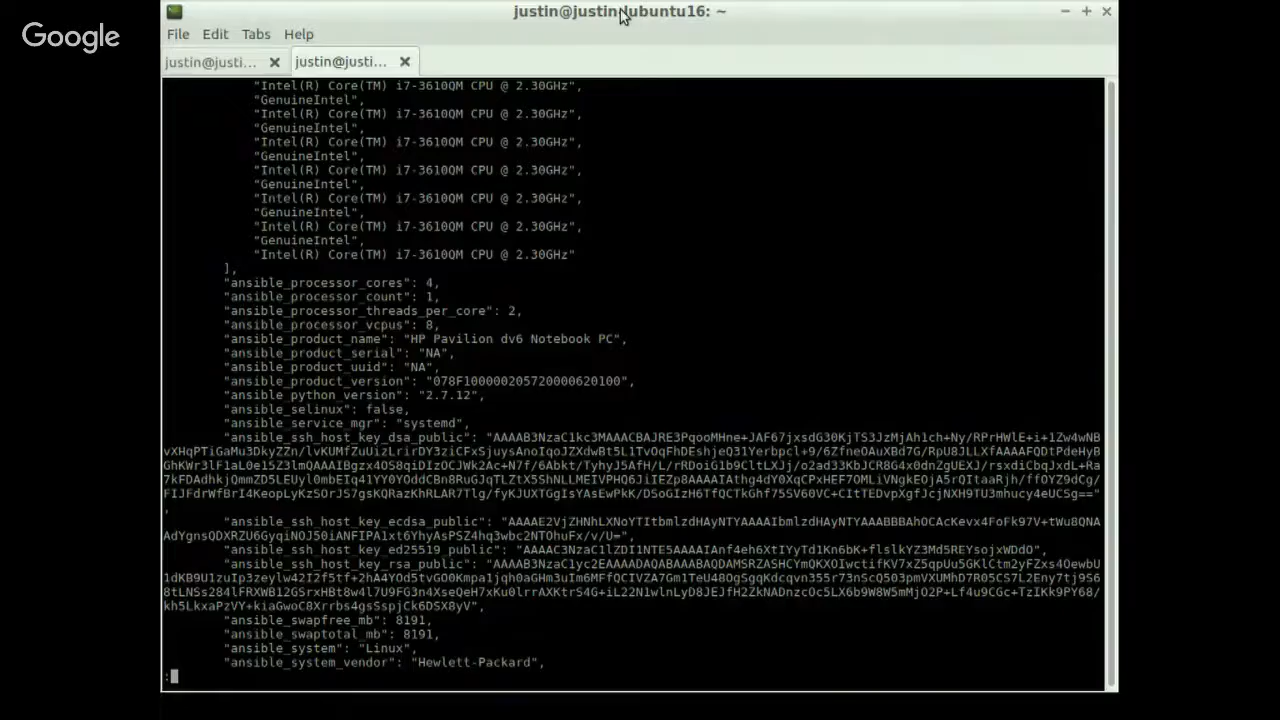 Google
justin@justin-lubuntu16: ~
File Edit Tabs Help
justin@justi... justin@justi...
"Intel(R) Core(TM) i7-3610QM CPU @ 2.30GHz",
"GenuineIntel",
"Intel(R) Core(TM) i7-3610QM CPU @ 2.30GHz",
"GenuineIntel",
"Intel(R) Core(TM) i7-3610QM CPU @ 2.30GHz",
"GenuineIntel",
"Intel(R) Core(TM) i7-3610QM CPU @ 2.30GHz",
"GenuineIntel",
"Intel(R) Core(TM) i7-3610QM CPU @ 2.30GHz",
"GenuineIntel",
"Intel(R) Core(TM) i7-3610QM CPU @ 2.30GHz",
"GenuineIntel",
"Intel(R) Core(TM) i7-3610QM CPU @ 2.30GHz"
],
"ansible_processor_cores": 4,
"ansible_processor_count": 1,
"ansible_processor_threads_per_core": 2,
"ansible_processor_vcpus": 8,
"ansible_product_name": "HP Pavilion dv6 Notebook PC",
"ansible_product_serial": "NA",
"ansible_product_uuid": "NA",
"ansible_product_version": "078F100000205720000620100",
"ansible_python_version": "2.7.12",
"ansible_selinux": false,
"ansible_service_mgr": "systemd",
"ansible_ssh_host_key_dsa_public":
"ansible_ssh_host_key_ecdsa_public":
"ansible_ssh_host_key_ed25519_public":
"ansible_ssh_host_key_rsa_public":
"ansible_swapfree_mb": 8191,
"ansible_swaptotal_mb": 8191,
"ansible_system": "Linux",
"ansible_system_vendor": "Hewlett-Packard",
: